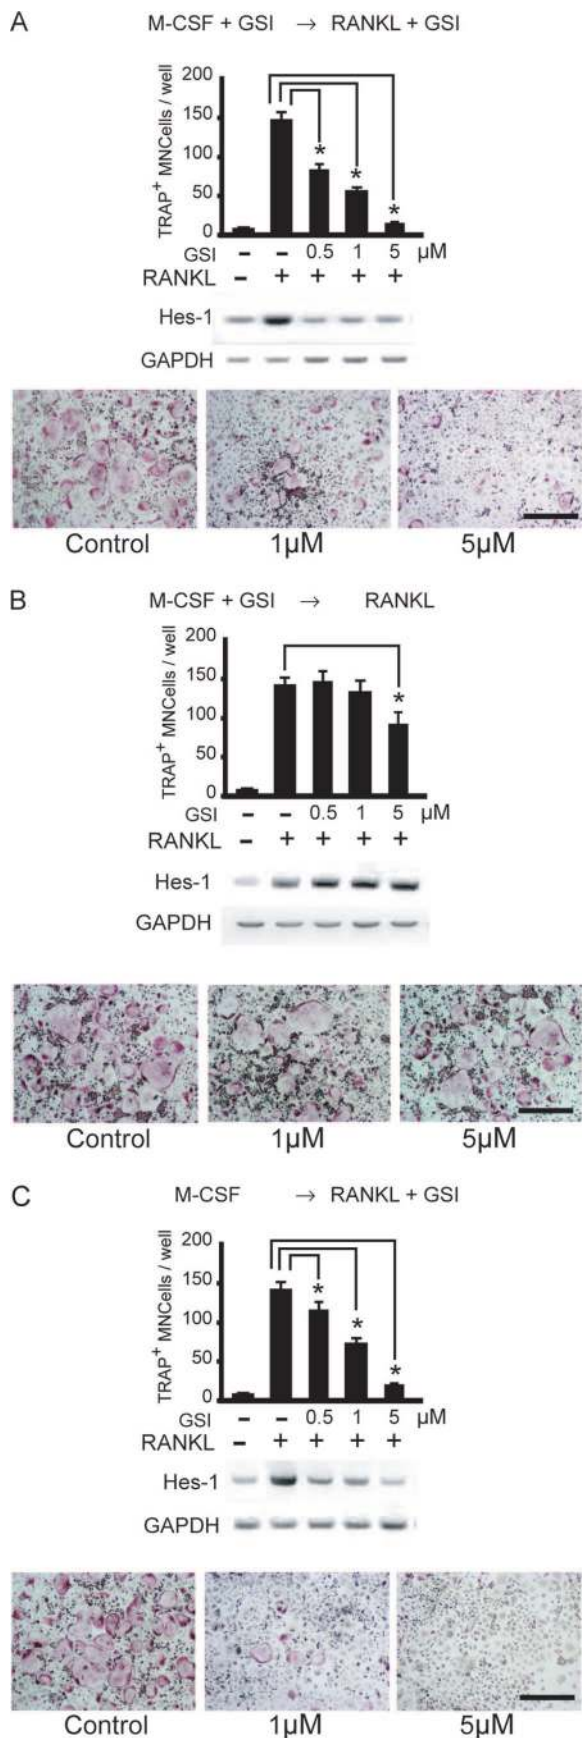 A
M-CSF + GSI → RANKL + GSI
TRAP+ MNCells / well
200
150
100
50
0
GSI – – 0.5 1 5 µM
RANKL – + + + +
Hes-1
GAPDH
Control 1µM 5µM
B
M-CSF + GSI → RANKL
TRAP+ MNCells / well
200
150
100
50
0
*
GSI – – 0.5 1 5 µM
RANKL – + + + +
Hes-1
GAPDH
Control 1µM 5µM
C
M-CSF → RANKL + GSI
TRAP+ MNCells / well
200
150
100
50
0
* * *
GSI – – 0.5 1 5 µM
RANKL – + + + +
Hes-1
GAPDH
Control 1µM 5µM